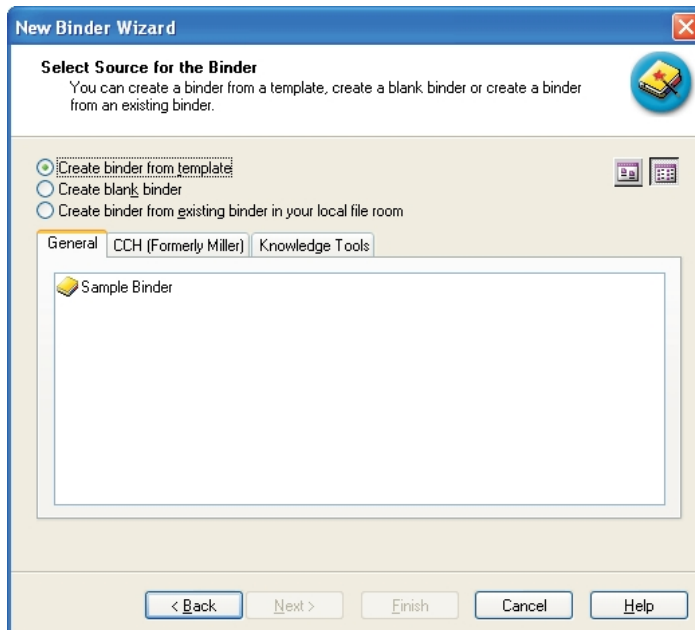 New Binder Wizard
Select Source for the Binder
You can create a binder from a template, create a blank binder or create a binder
from an existing binder.
Create binder from template
Create blank binder
Create binder from existing binder in your local file room
General CCH (Formerly Miller) Knowledge Tools
Sample Binder
< Back Next > Finish Cancel Help